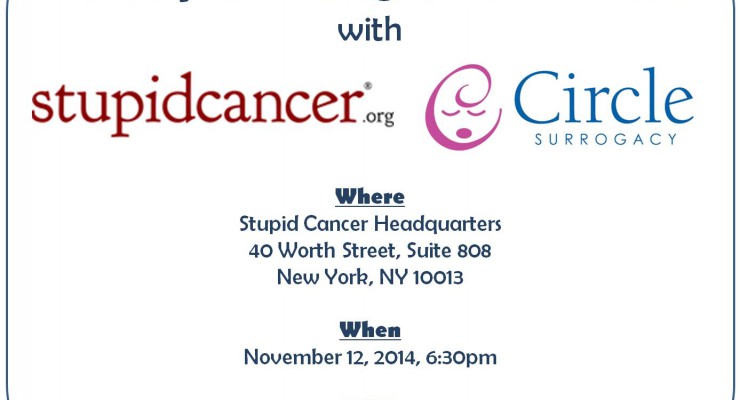 with
stupidcancer®.org
Circle
SURROGACY
Where
Stupid Cancer Headquarters
40 Worth Street, Suite 808
New York, NY 10013
When
November 12, 2014, 6:30pm